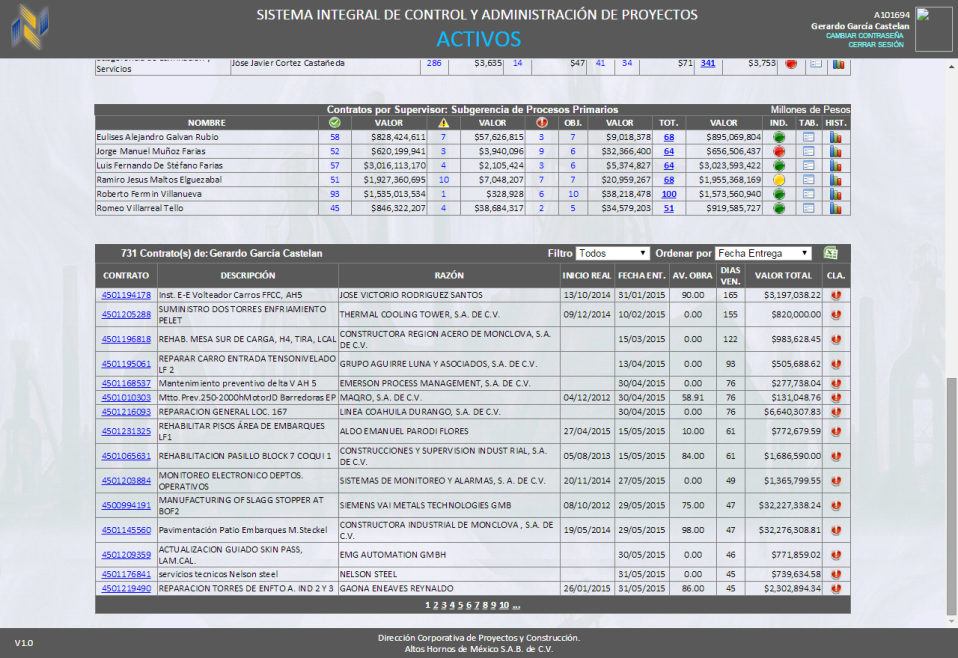 SISTEMA INTEGRAL DE CONTROL Y ADMINISTRACIÓN DE PROYECTOS
ACTIVOS
A101694
Gerardo García Castelan
CAMBIAR CONTRASEÑA
CERRAR SESIÓN
Servicios Jose Javier Cortez Castañeda 286 $3,635 14 $47 41 34 $71 341 $3,753
Contratos por Supervisor: Subgerencia de Procesos Primarios Millones de Pesos
NOMBRE VALOR VALOR OBJ. VALOR TOT. VALOR IND. TAB. HIST.
Eulises Alejandro Galvan Rubio 58 $828,424,611 7 $57,626,815 3 7 $9,018,378 68 $895,069,804
Jorge Manuel Muñoz Farias 52 $620,199,941 3 $3,940,096 9 6 $32,366,400 64 $656,506,437
Luis Fernando De Stéfano Farias 57 $3,016,113,170 4 $2,105,424 3 6 $5,374,827 64 $3,023,593,422
Ramiro Jesus Maltos Elguezabal 51 $1,927,360,695 10 $7,048,207 7 7 $20,959,267 68 $1,955,368,169
Roberto Fermin Villanueva 93 $1,535,013,534 1 $328,928 6 10 $38,218,478 100 $1,573,560,940
Romeo Villarreal Tello 45 $846,322,207 4 $38,684,317 2 5 $34,579,203 51 $919,585,727
731 Contrato(s) de: Gerardo García Castelan Filtro Todos Ordenar por Fecha Entrega
CONTRATO DESCRIPCIÓN RAZÓN INICIO REAL FECHA ENT. AV. OBRA DIAS VEN. VALOR TOTAL CLA.
4501194178 Inst. E-E Volteador Carros FFCC, AH5 JOSE VICTORIO RODRIGUEZ SANTOS 13/10/2014 31/01/2015 90.00 165 $3,197,038.22
4501205288 SUMINISTRO DOS TORRES ENFRIAMIENTO PELET THERMAL COOLING TOWER, S.A. DE C.V. 09/12/2014 10/02/2015 0.00 155 $820,000.00
4501196818 REHAB. MESA SUR DE CARGA, H4, TIRA, LCAL CONSTRUCTORA REGION ACERO DE MONCLOVA, S.A. DE C.V. 15/03/2015 0.00 122 $983,628.45
4501195061 REPARAR CARRO ENTRADA TENSONIVELADO LF 2 GRUPO AGUIRRE LUNA Y ASOCIADOS, S.A. DE C.V. 13/04/2015 0.00 93 $505,688.62
4501168537 Mantenimiento preventivo delta V AH 5 EMERSON PROCESS MANAGEMENT, S.A. DE C.V. 30/04/2015 0.00 76 $277,738.04
4501010303 Mtto.Prev.250-2000hMotorJD Barredoras EP MAQRO, S.A. DE C.V. 04/12/2012 30/04/2015 58.91 76 $131,048.76
4501216093 REPARACION GENERAL LOC. 167 LINEA COAHUILA DURANGO, S.A. DE C.V. 30/04/2015 0.00 76 $6,640,307.83
4501231325 REHABILITAR PISOS ÁREA DE EMBARQUES LF1 ALDO EMANUEL PARODI FLORES 27/04/2015 15/05/2015 10.00 61 $772,679.59
4501065631 REHABILITACION PASILLO BLOCK 7 COQUI 1 CONSTRUCCIONES Y SUPERVISION INDUSTRIAL, S.A. DE C.V. 05/08/2013 15/05/2015 84.00 61 $1,686,590.00
4501203884 MONITOREO ELECTRONICO DEPTOS. OPERATIVOS SISTEMAS DE MONITOREO Y ALARMAS, S. A. DE C.V. 20/11/2014 27/05/2015 0.00 49 $1,365,799.55
4500994191 MANUFACTURING OF SLAGG STOPPER AT BOF2 SIEMENS VAI METALS TECHNOLOGIES GMB 08/10/2012 29/05/2015 75.00 47 $32,227,338.24
4501145560 Pavimentación Patio Embarques M.Steckel CONSTRUCTORA INDUSTRIAL DE MONCLOVA , S.A. DE C.V. 19/05/2014 29/05/2015 98.00 47 $32,276,308.81
4501209359 ACTUALIZACION GUIADO SKIN PASS, LAM.CAL. EMG AUTOMATION GMBH 30/05/2015 0.00 46 $771,859.02
4501176841 servicios tecnicos Nelson steel NELSON STEEL 31/05/2015 0.00 45 $739,634.58
4501219490 REPARACION TORRES DE ENFTO A. IND 2 Y 3 GAONA ENEAVES REYNALDO 26/01/2015 31/05/2015 86.00 45 $2,302,894.34
1 2 3 4 5 6 7 8 9 10 ...
V1.0
Dirección Corporativa de Proyectos y Construcción.
Altos Hornos de México S.A.B. de C.V.